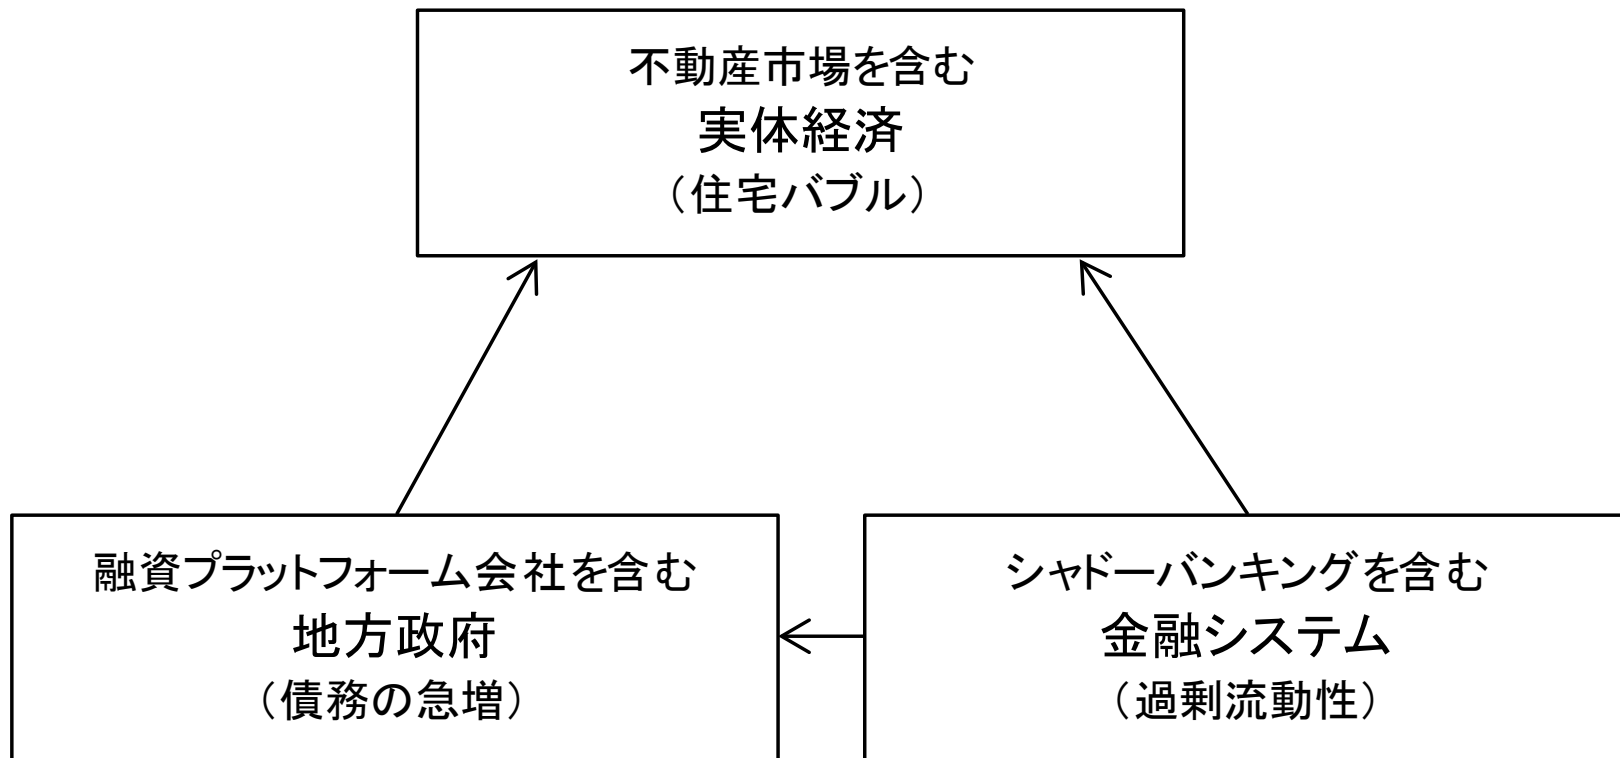 不動産市場を含む
実体経済
（住宅バブル）
融資プラットフォーム会社を含む
地方政府
（債務の急増）
シャドーバンキングを含む
金融システム
（過剰流動性）